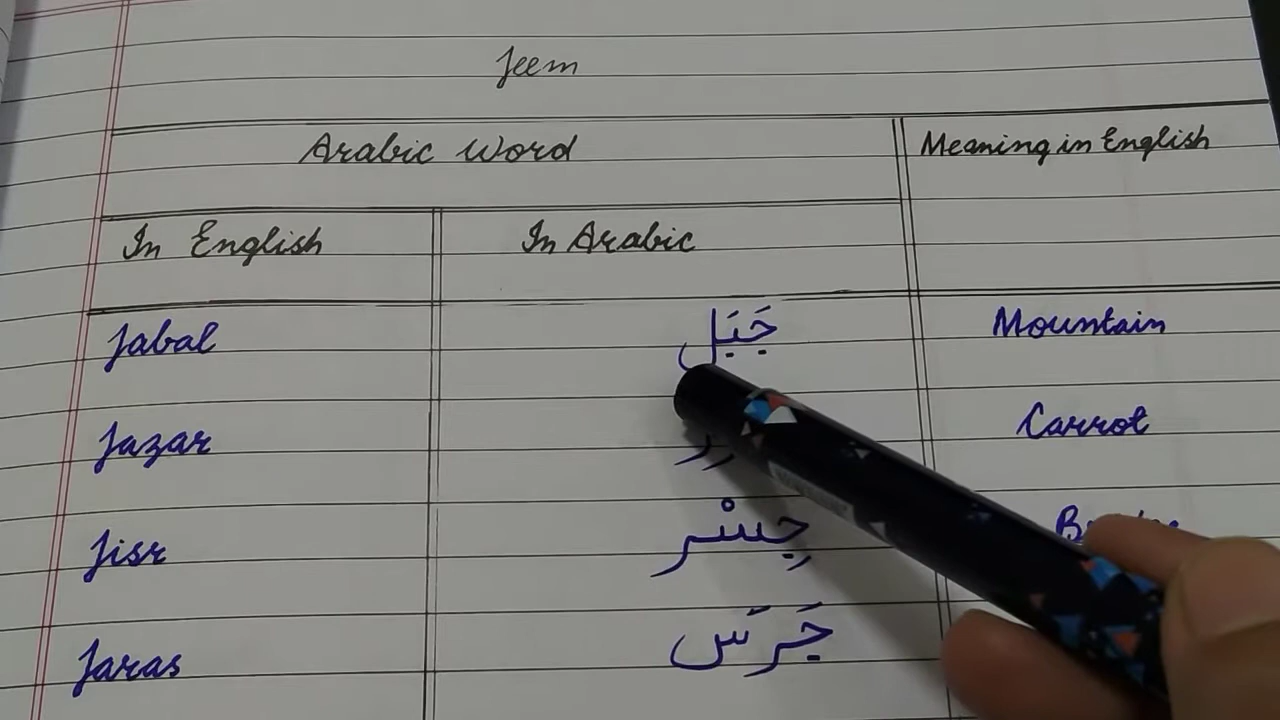 Jeem
Arabic Word Meaning in English
In English In Arabic
Jabal جَبَل Mountain
Jazar Carrot
Jisr جِسْر
Jaras جَرَس